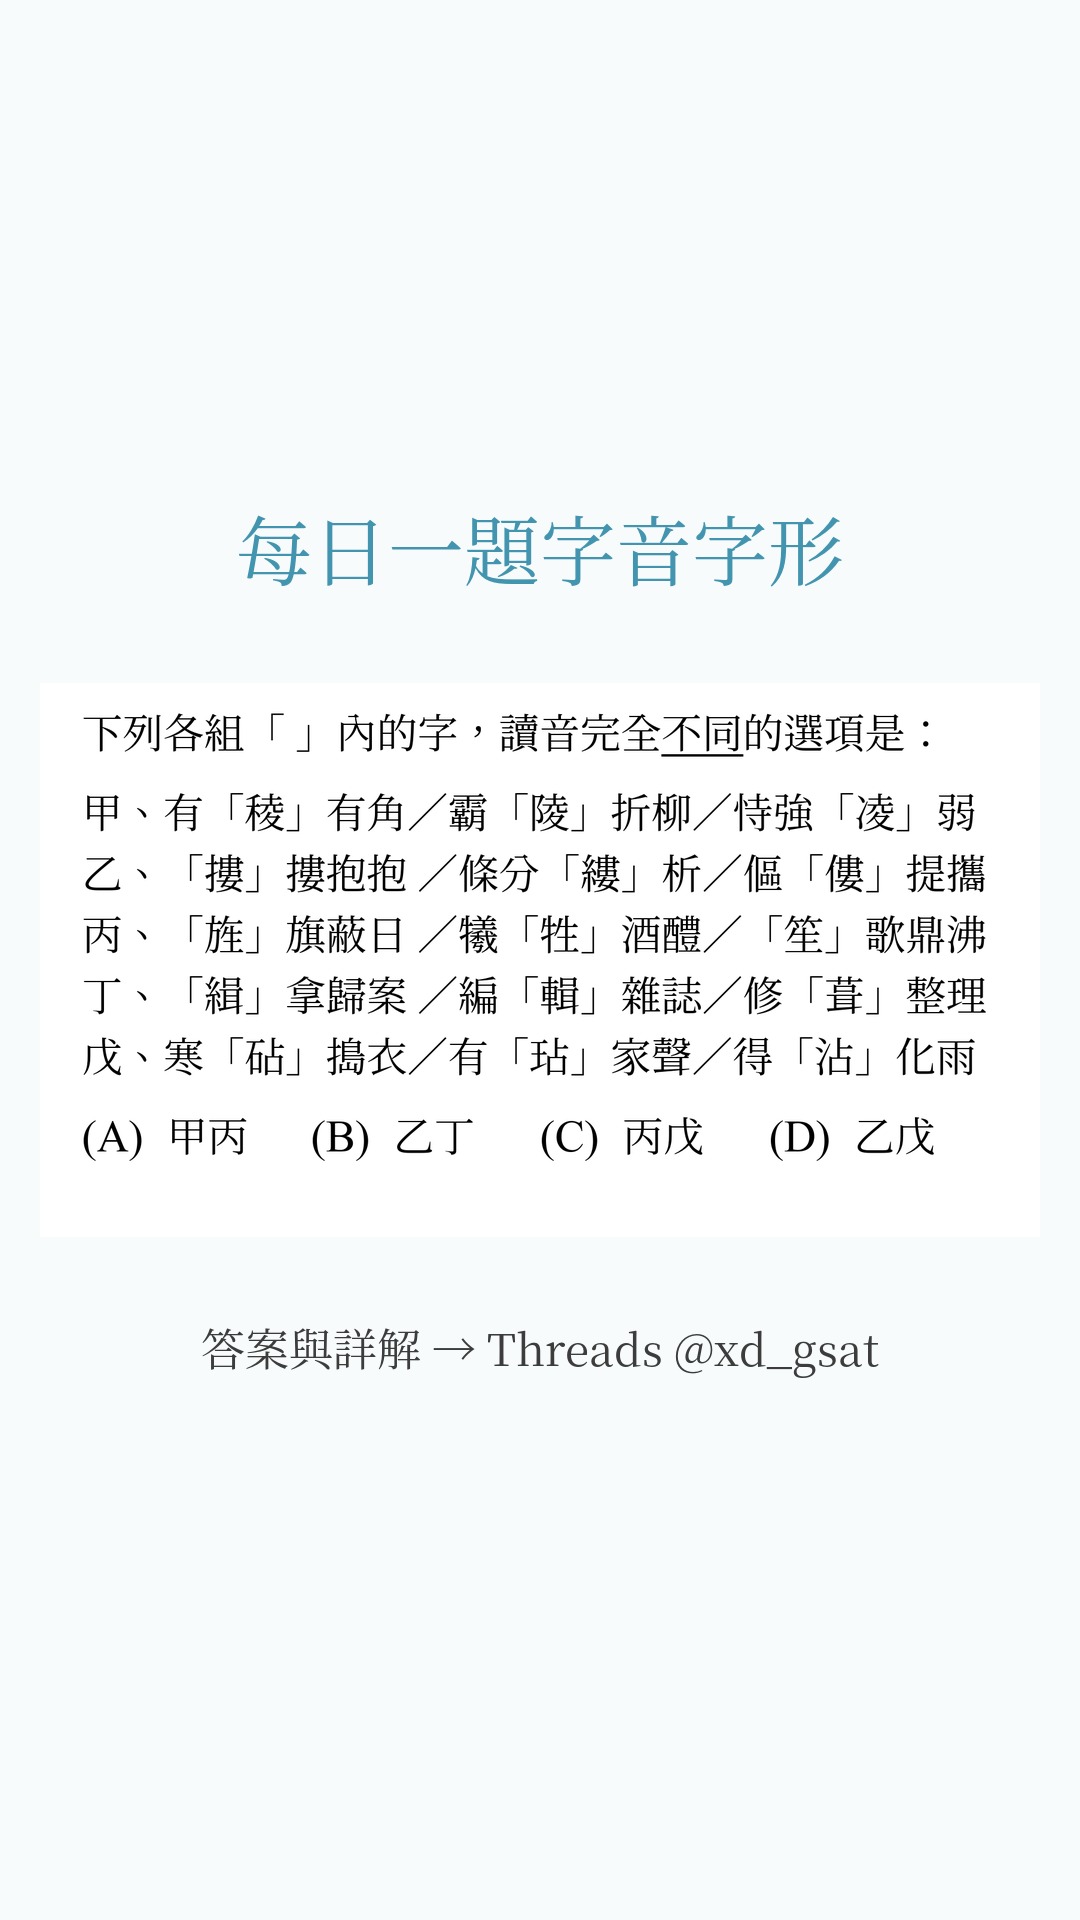 每日一題字音字形
下列各組「 」內的字，讀音完全不同的選項是：
甲、有「稜」有角／霸「陵」折柳／恃強「凌」弱
乙、「摟」摟抱抱 ／條分「縷」析／傴「僂」提攜
丙、「旌」旗蔽日 ／犧「牲」酒醴／「笙」歌鼎沸
丁、「緝」拿歸案 ／編「輯」雜誌／修「葺」整理
戊、寒「砧」搗衣／有「玷」家聲／得「沾」化雨
(A) 甲丙 (B) 乙丁 (C) 丙戊 (D) 乙戊
答案與詳解 → Threads @xd_gsat